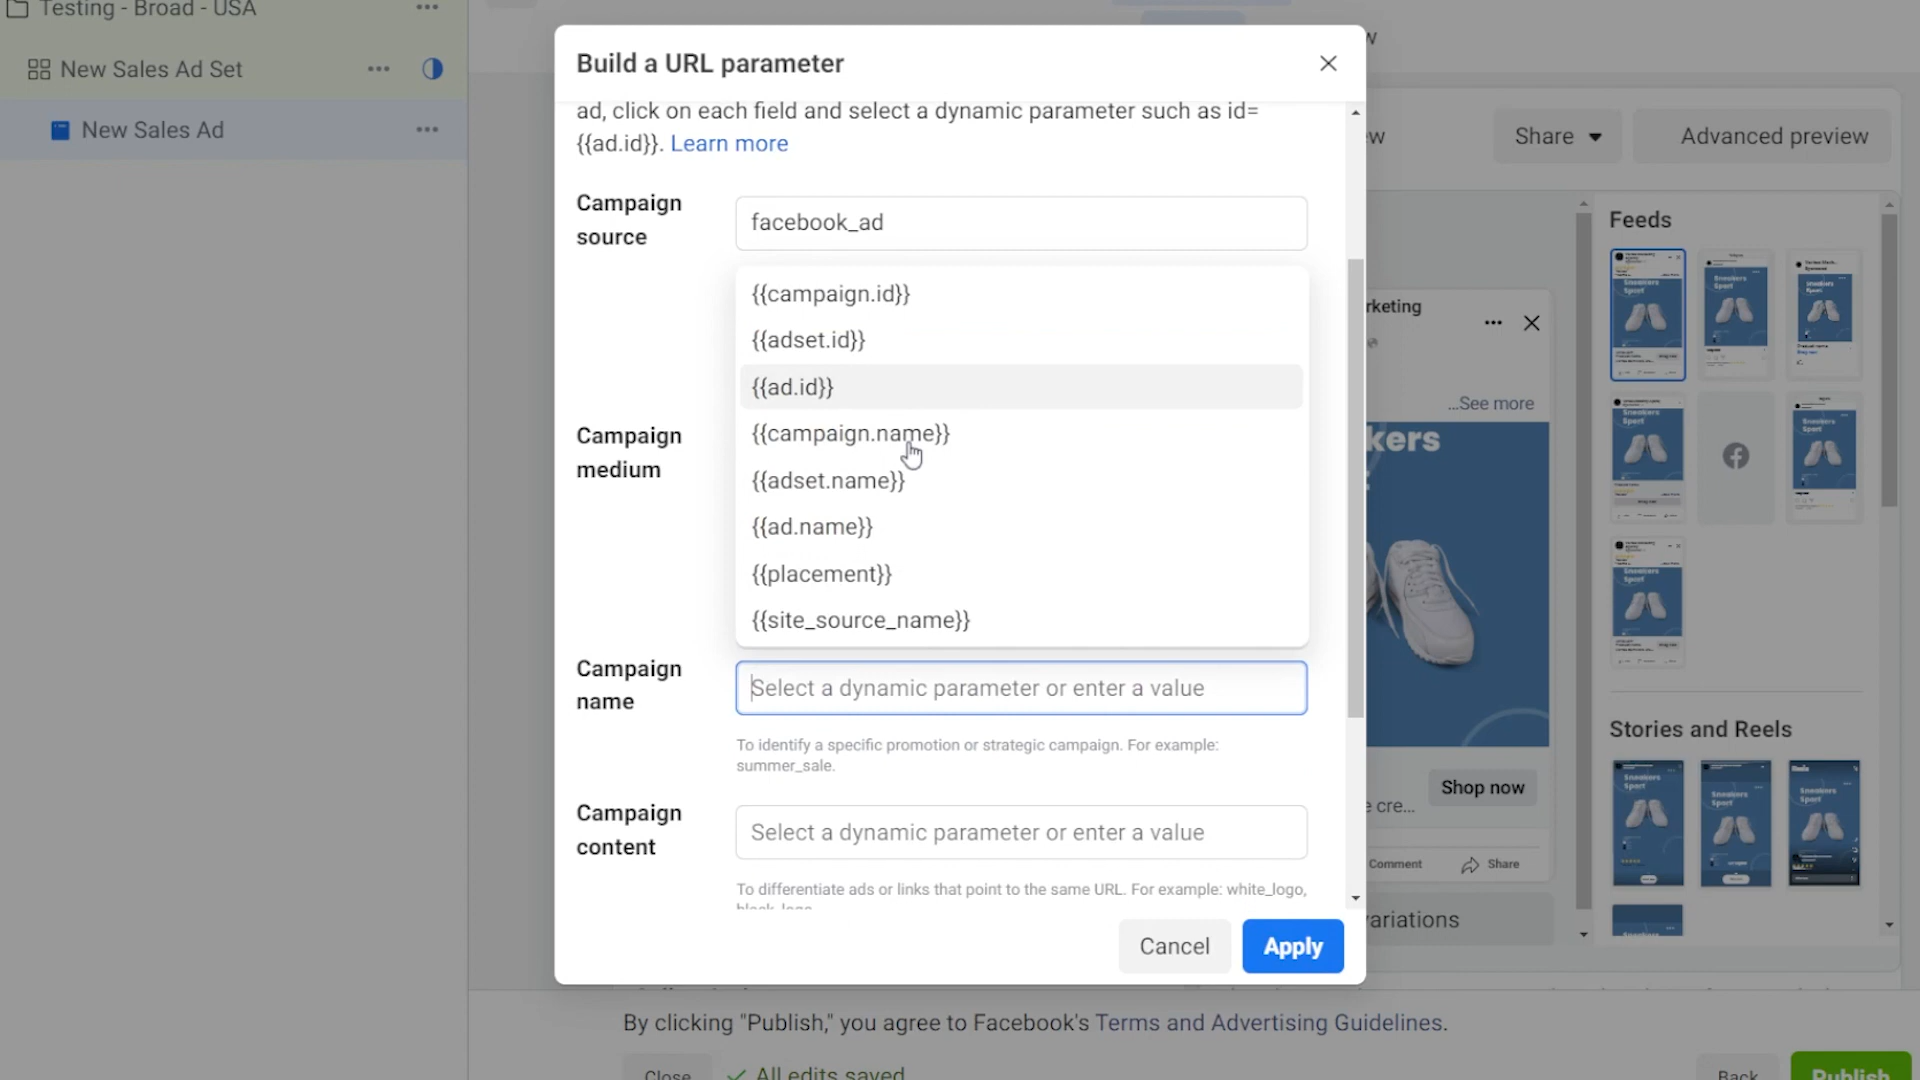 Testing - Broad - USA
New Sales Ad Set
New Sales Ad
Build a URL parameter
ad, click on each field and select a dynamic parameter such as id=
{{ad.id}}. Learn more
Campaign
source
facebook_ad
{{campaign.id}}
{{adset.id}}
{{ad.id}}
{{campaign.name}}
{{adset.name}}
{{ad.name}}
{{placement}}
{{site_source_name}}
Campaign
medium
Campaign
name
Select a dynamic parameter or enter a value
To identify a specific promotion or strategic campaign. For example:
summer_sale.
Campaign
content
Select a dynamic parameter or enter a value
To differentiate ads or links that point to the same URL. For example: white_logo,
Cancel
Apply
Share
Advanced preview
rketing
...See more
kers
e cre...
Shop now
Comment
Share
ariations
Feeds
Stories and Reels
By clicking "Publish," you agree to Facebook's Terms and Advertising Guidelines.
Close
All edits saved
Back
Publish